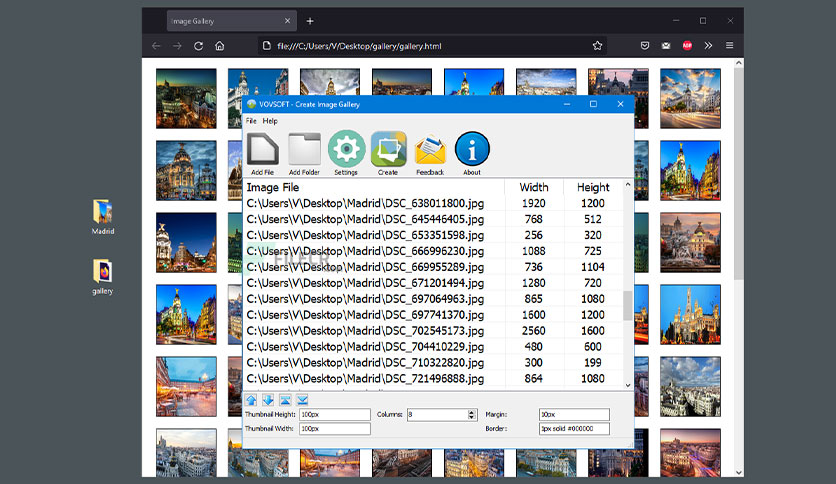 Image Gallery
file:///C:/Users/V/Desktop/gallery/gallery.html
ABP
VOVSOFT - Create Image Gallery
File Help
Add File Add Folder Settings Create Feedback About
Image File Width Height
C:\Users\V\Desktop\Madrid\DSC_638011800.jpg 1920 1200
C:\Users\V\Desktop\Madrid\DSC_645446405.jpg 768 512
C:\Users\V\Desktop\Madrid\DSC_653351598.jpg 256 320
C:\Users\V\Desktop\Madrid\DSC_666996230.jpg 1088 725
C:\Users\V\Desktop\Madrid\DSC_669955289.jpg 736 1104
C:\Users\V\Desktop\Madrid\DSC_671201494.jpg 1280 720
C:\Users\V\Desktop\Madrid\DSC_697064963.jpg 865 1080
C:\Users\V\Desktop\Madrid\DSC_697741370.jpg 1600 1200
C:\Users\V\Desktop\Madrid\DSC_702545173.jpg 2560 1600
C:\Users\V\Desktop\Madrid\DSC_704410229.jpg 480 600
C:\Users\V\Desktop\Madrid\DSC_710322820.jpg 300 199
C:\Users\V\Desktop\Madrid\DSC_721496888.jpg 864 1080
FILECR
Madrid
gallery
Thumbnail Height: 100px Columns: 8 Margin: 10px
Thumbnail Width: 100px Border: 1px solid #000000